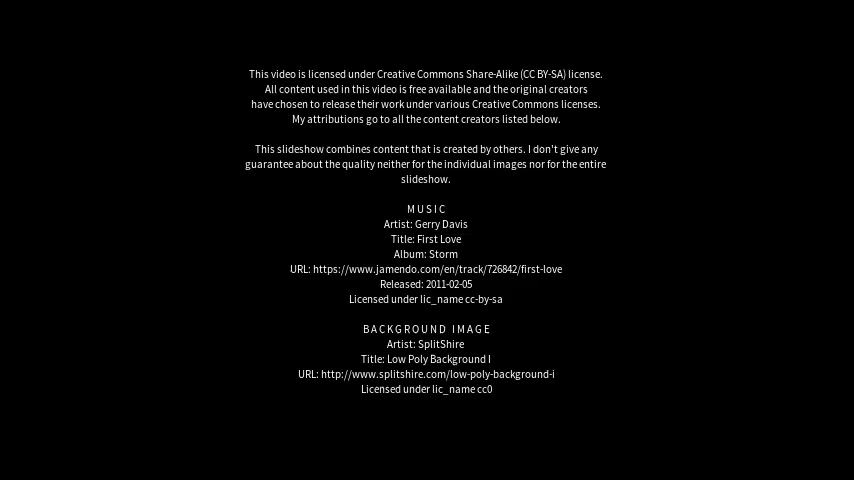 This video is licensed under Creative Commons Share-Alike (CC BY-SA) license.
All content used in this video is free available and the original creators
have chosen to release their work under various Creative Commons licenses.
My attributions go to all the content creators listed below.
This slideshow combines content that is created by others. I don't give any
guarantee about the quality neither for the individual images nor for the entire
slideshow.
MUSIC
Artist: Gerry Davis
Title: First Love
Album: Storm
URL: https://www.jamendo.com/en/track/726842/first-love
Released: 2011-02-05
Licensed under lic_name cc-by-sa
BACKGROUND IMAGE
Artist: SplitShire
Title: Low Poly Background I
URL: http://www.splitshire.com/low-poly-background-i
Licensed under lic_name cc0